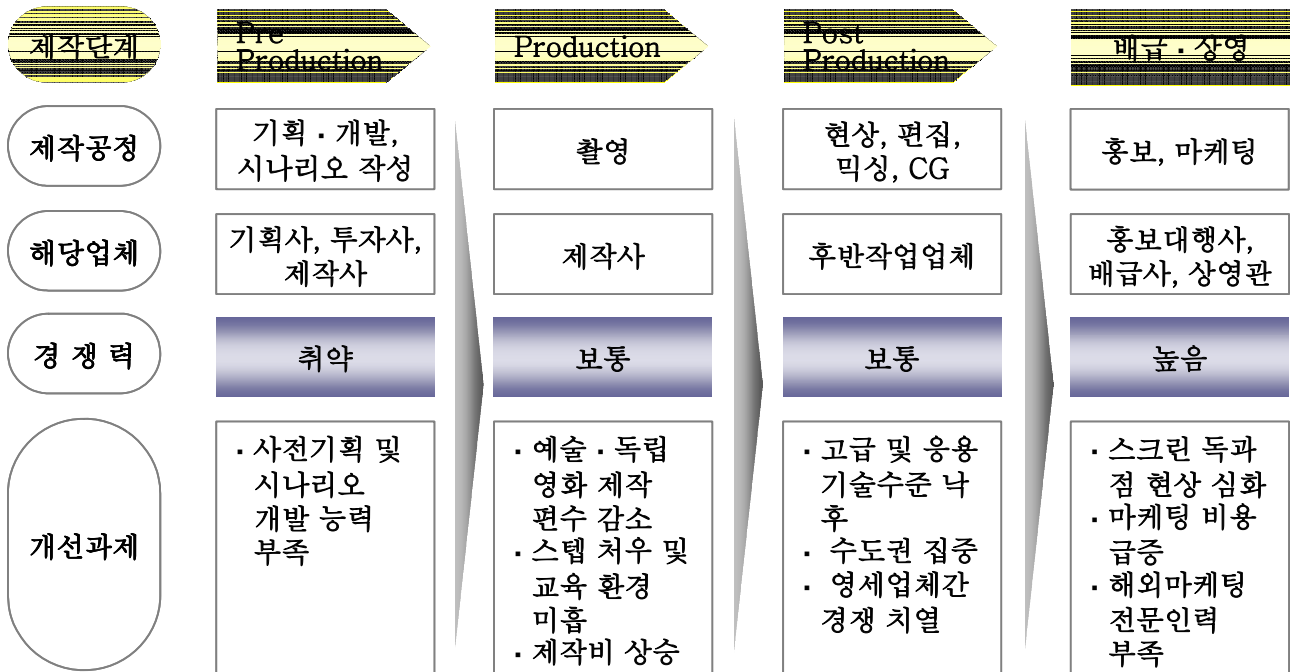 제작단계
Pre
Production
Production
Post
Production
배급·상영
제작공정
기획·개발,
시나리오 작성
촬영
현상, 편집,
믹싱, CG
홍보, 마케팅
해당업체
기획사, 투자사,
제작사
제작사
후반작업업체
홍보대행사,
배급사, 상영관
경 쟁 력
취약
보통
보통
높음
개선과제
· 사전기획 및
시나리오
개발 능력
부족
· 예술·독립
영화 제작
편수 감소
· 스텝 처우 및
교육 환경
미흡
· 제작비 상승
· 고급 및 응용
기술수준 낙
후
· 수도권 집중
· 영세업체간
경쟁 치열
· 스크린 독과
점 현상 심화
· 마케팅 비용
급증
· 해외마케팅
전문인력
부족